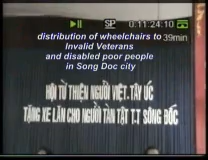 SP 0:11:24:10
distribution of wheelchairs to 39min
Invalid Veterans
and disabled poor people
in Song Doc city
HỘI TỪ THIỆN NGƯỜI VIỆT TÂY ÚC
TẶNG XE LĂN CHO NGƯỜI TÀN TẬT T.T SÔNG ĐỐC